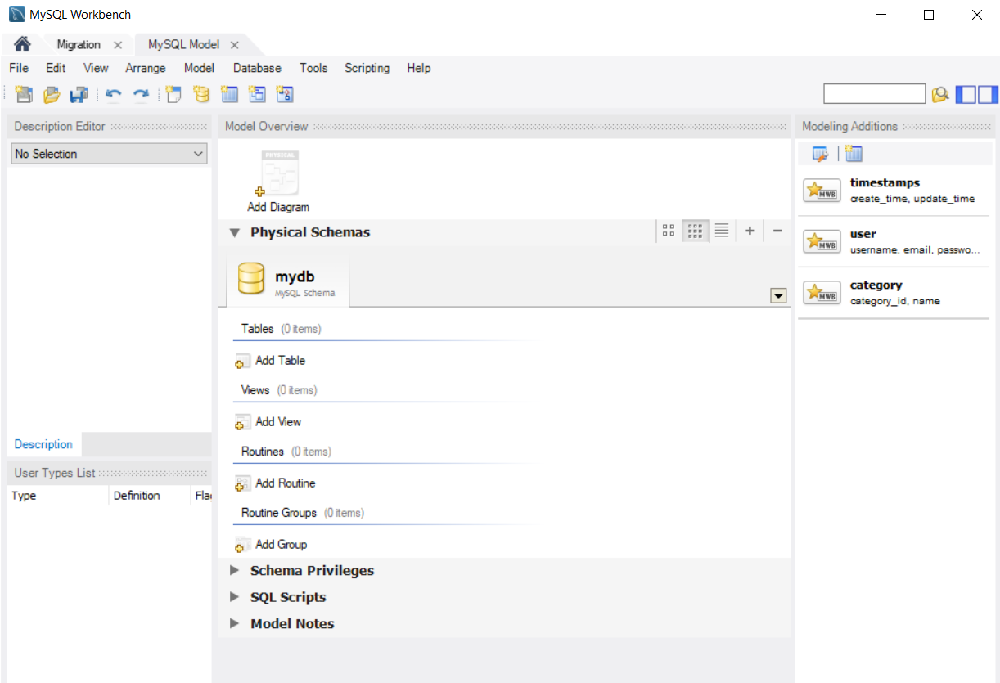 MySQL Workbench
Migration
MySQL Model
File Edit View Arrange Model Database Tools Scripting Help
Description Editor
No Selection
Description
User Types List
Type Definition Flag
Model Overview
PHYSICAL
Add Diagram
Physical Schemas
mydb
MySQL Schema
Tables (0 items)
Add Table
Views (0 items)
Add View
Routines (0 items)
Add Routine
Routine Groups (0 items)
Add Group
Schema Privileges
SQL Scripts
Model Notes
Modeling Additions
MWB
timestamps
create_time, update_time
MWB
user
username, email, passwo...
MWB
category
category_id, name